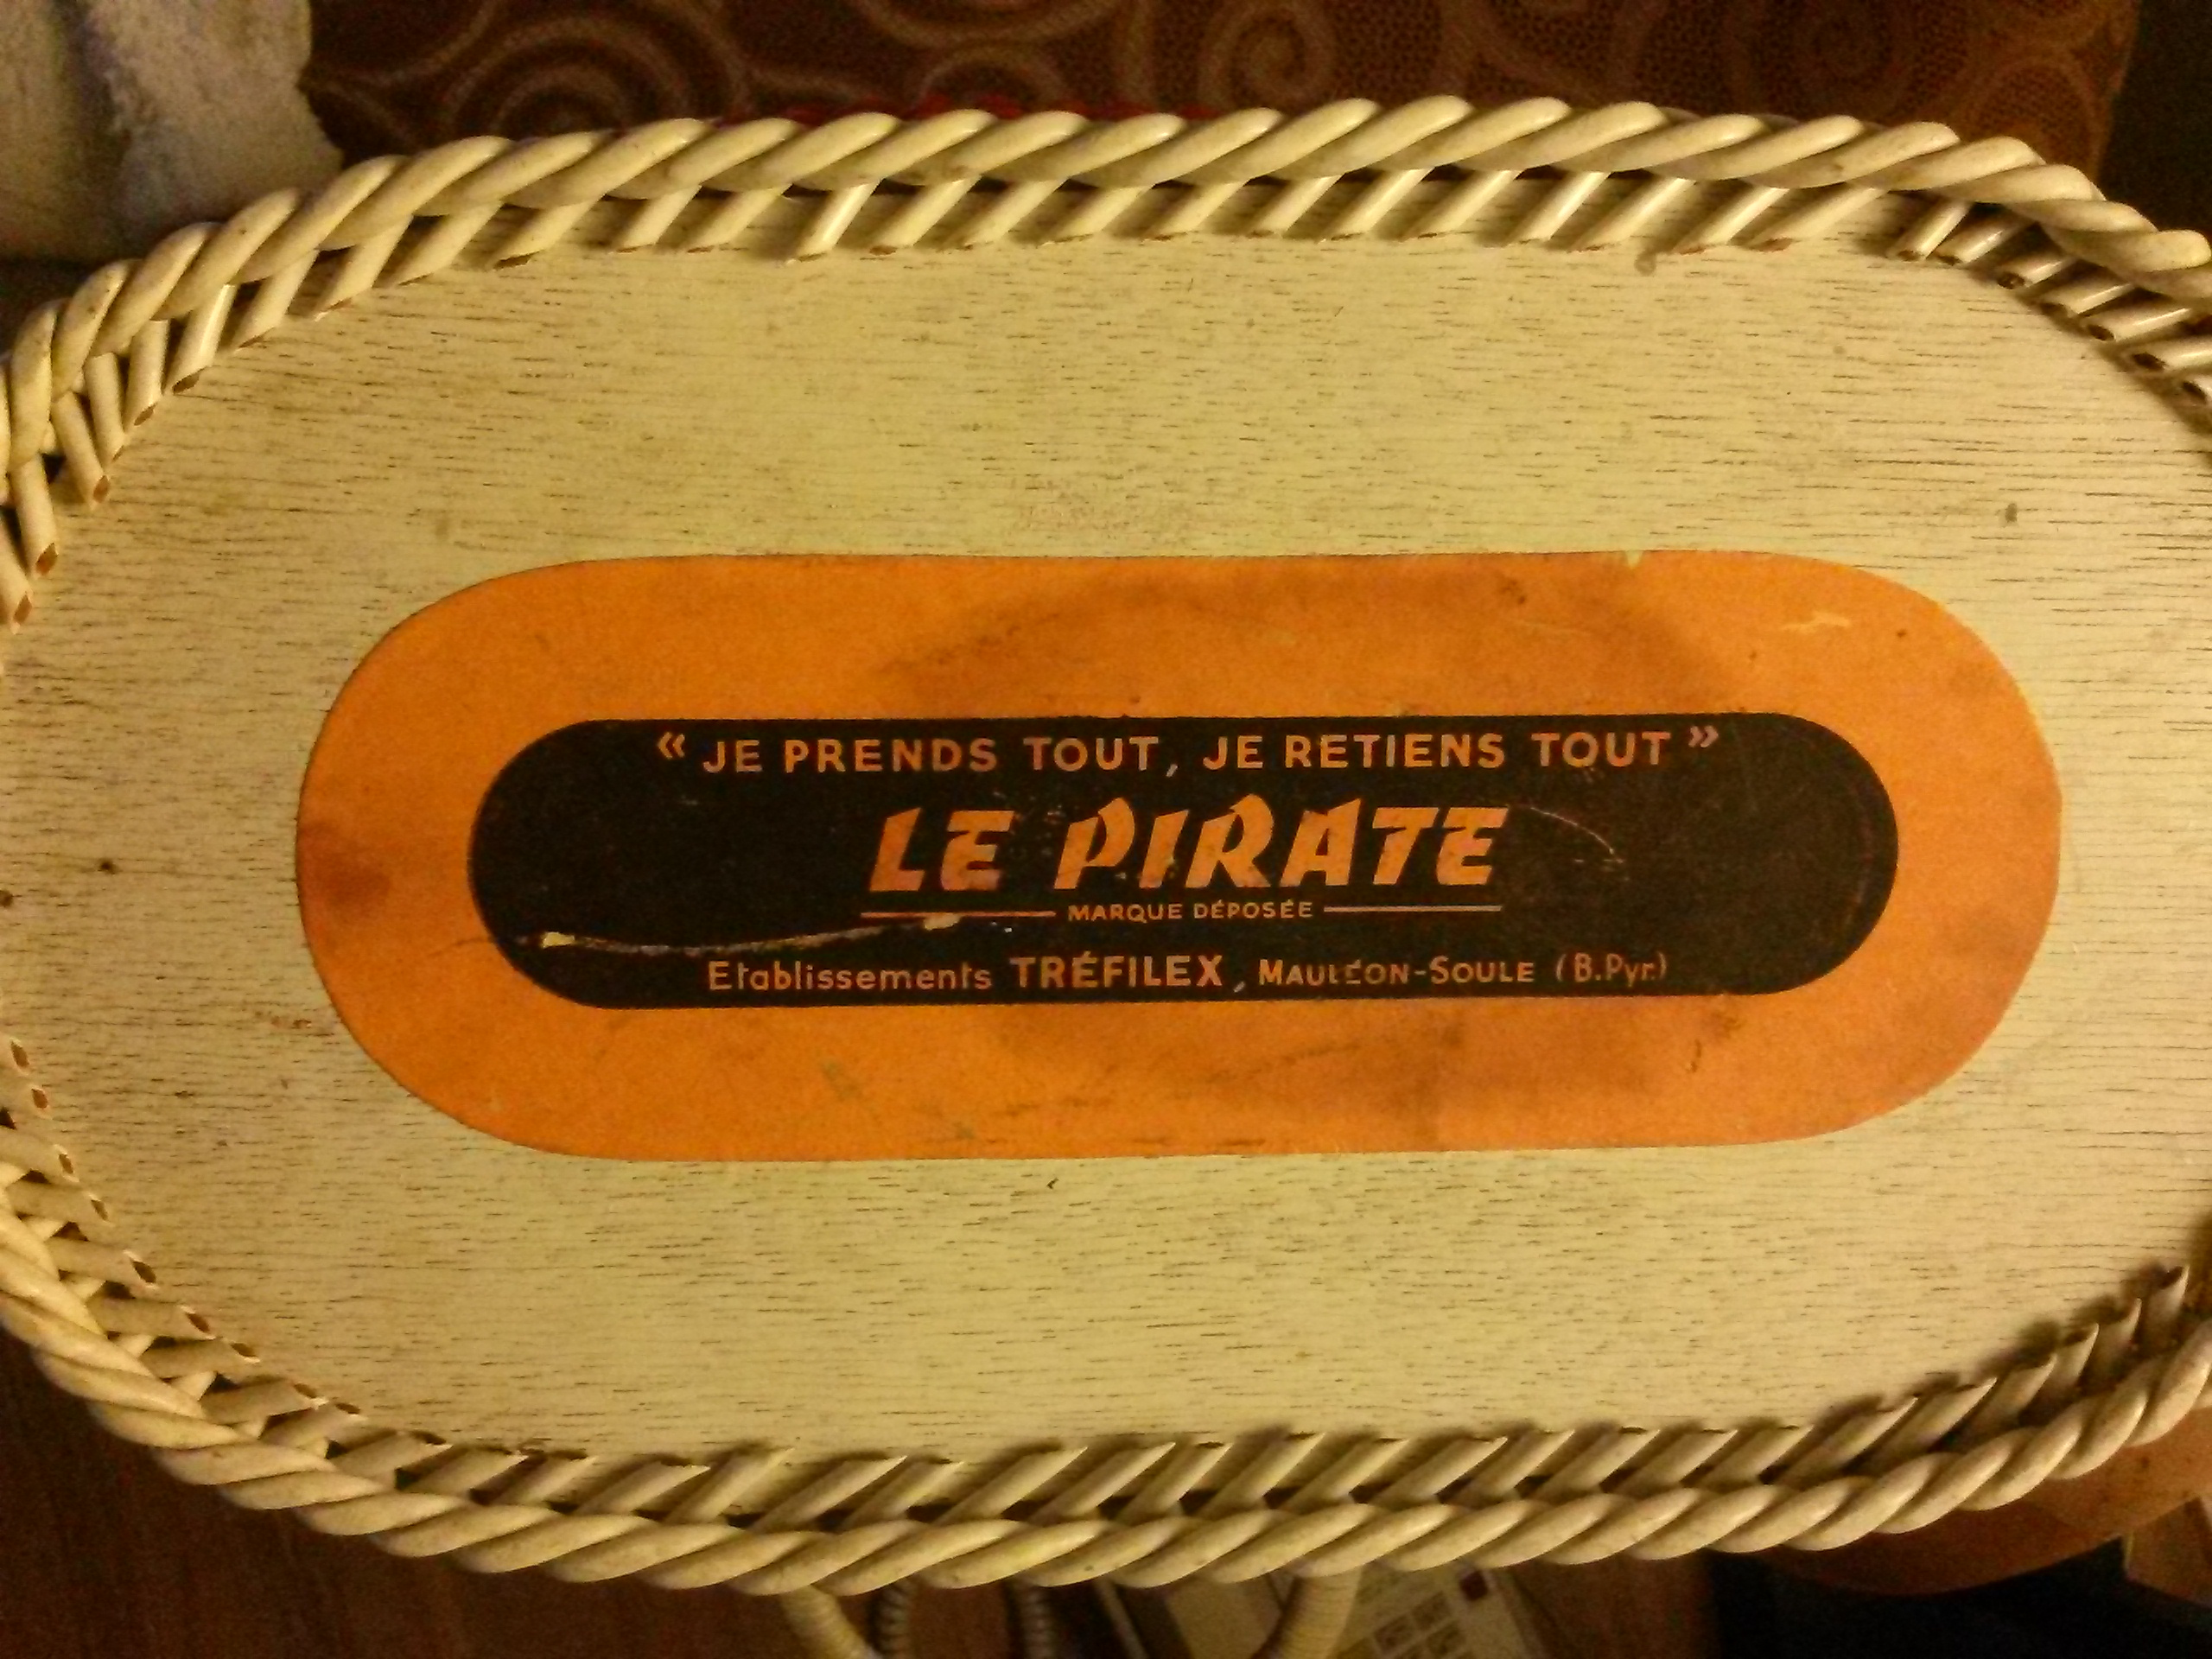 « JE PRENDS TOUT, JE RETIENS TOUT »
LE PIRATE
MARQUE DÉPOSÉE
Etablissements TRÉFILEX, MAULÉON-SOULE (B.Pyr.)